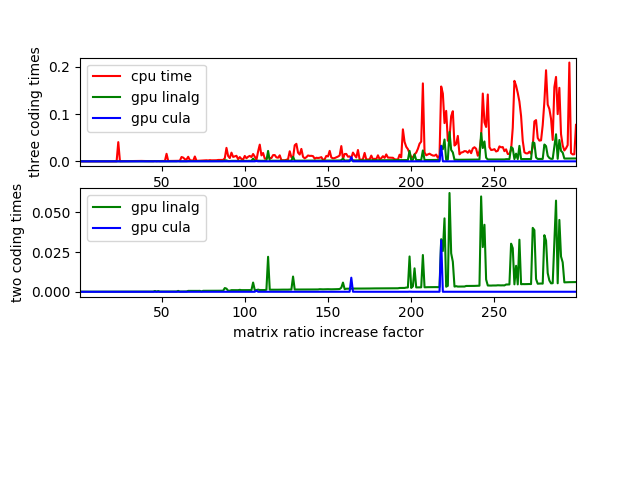 three coding times
0.2
0.1
0.0
cpu time
gpu linalg
gpu cula
50 100 150 200 250
two coding times
0.050
0.025
0.000
gpu linalg
gpu cula
50 100 150 200 250
matrix ratio increase factor